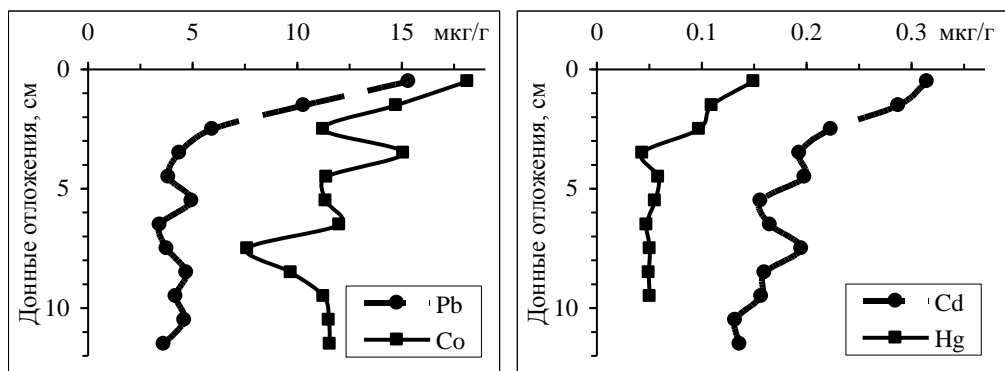 0 5 10 15 мкг/г
0
5
10
Донные отложения, см
Pb
Co
0 0.1 0.2 0.3 мкг/г
0
5
10
Донные отложения, см
Cd
Hg